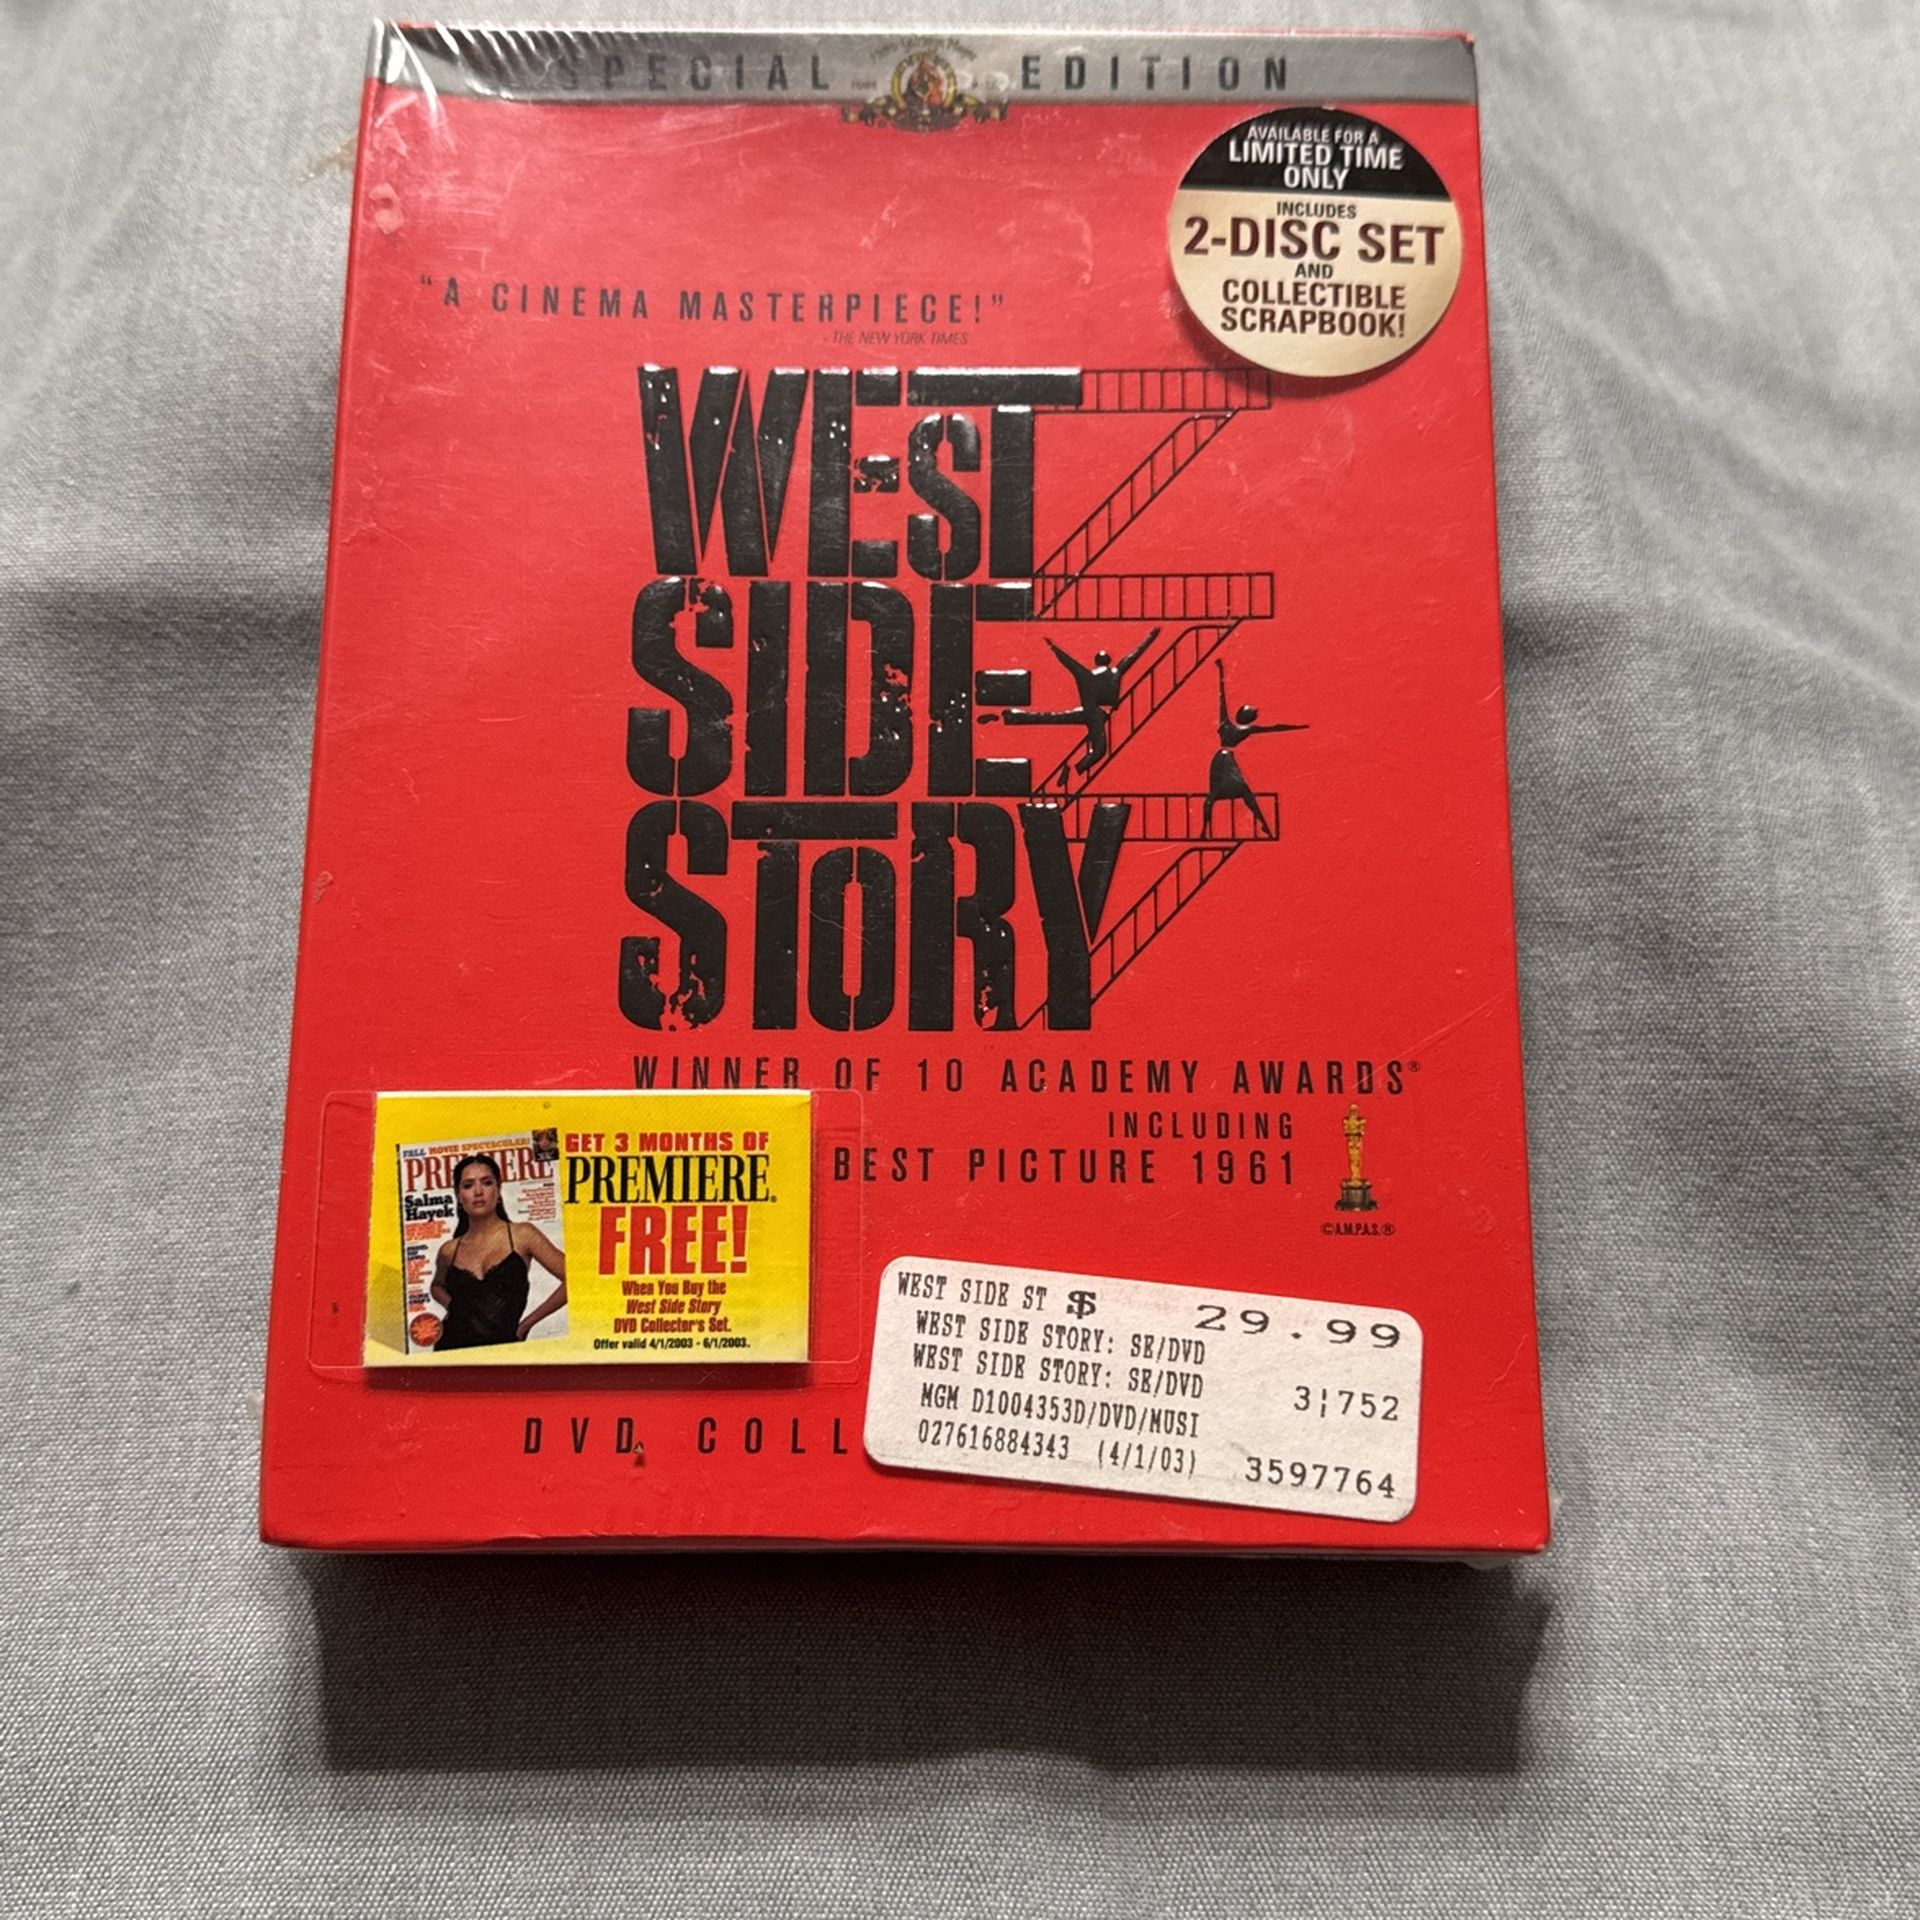 SPECIAL EDITION
AVAILABLE FOR A
LIMITED TIME
ONLY
INCLUDES
2-DISC SET
AND
COLLECTIBLE
SCRAPBOOK!
"A CINEMA MASTERPIECE!"
- THE NEW YORK TIMES
WEST
SIDE
STORY
WINNER OF 10 ACADEMY AWARDS®
INCLUDING
BEST PICTURE 1961
©A.M.P.A.S.®
FALL MOVIE SPECTACULAR!
PREMIERE
Salma
Hayek
GET 3 MONTHS OF
PREMIERE®
FREE!
When You Buy the
West Side Story
DVD Collector's Set.
Offer valid 4/1/2003 - 6/1/2003.
WEST SIDE ST $ 29.99
WEST SIDE STORY: SE/DVD
WEST SIDE STORY: SE/DVD 3¦752
MGM D1004353D/DVD/MUSI
027616884343 (4/1/03) 3597764
DVD COLL